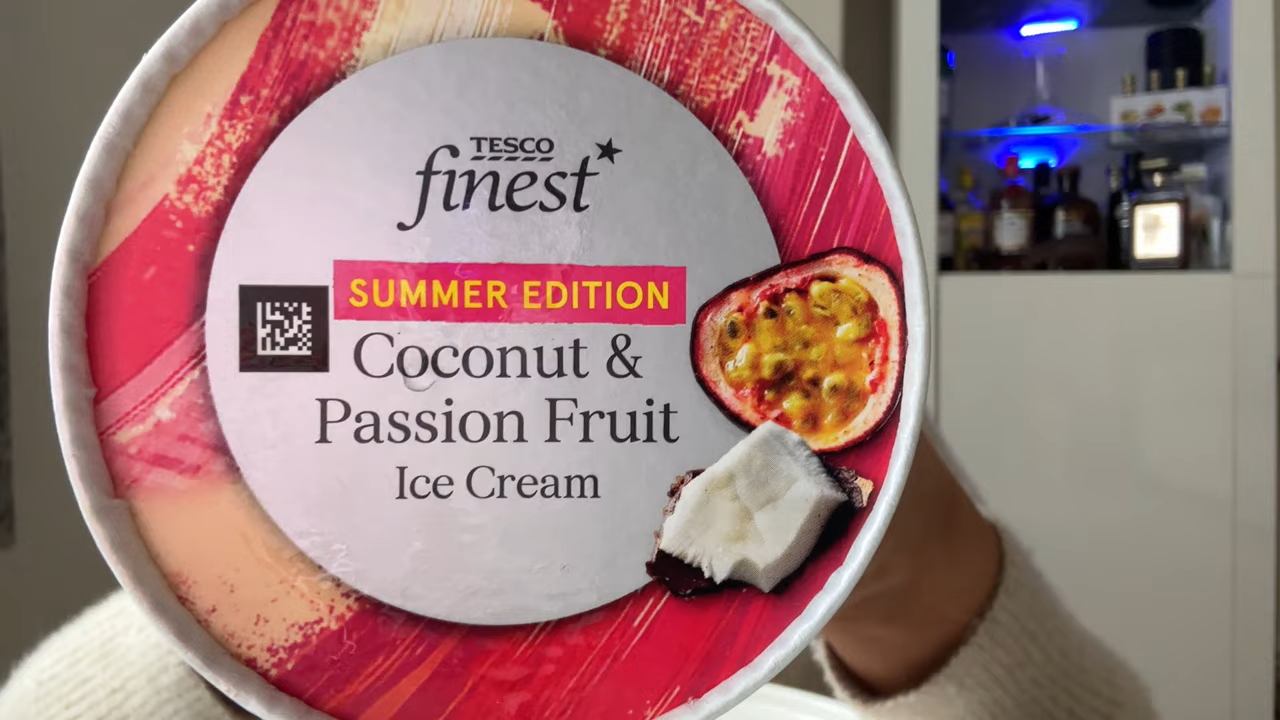 TESCO
finest
SUMMER EDITION
Coconut &
Passion Fruit
Ice Cream